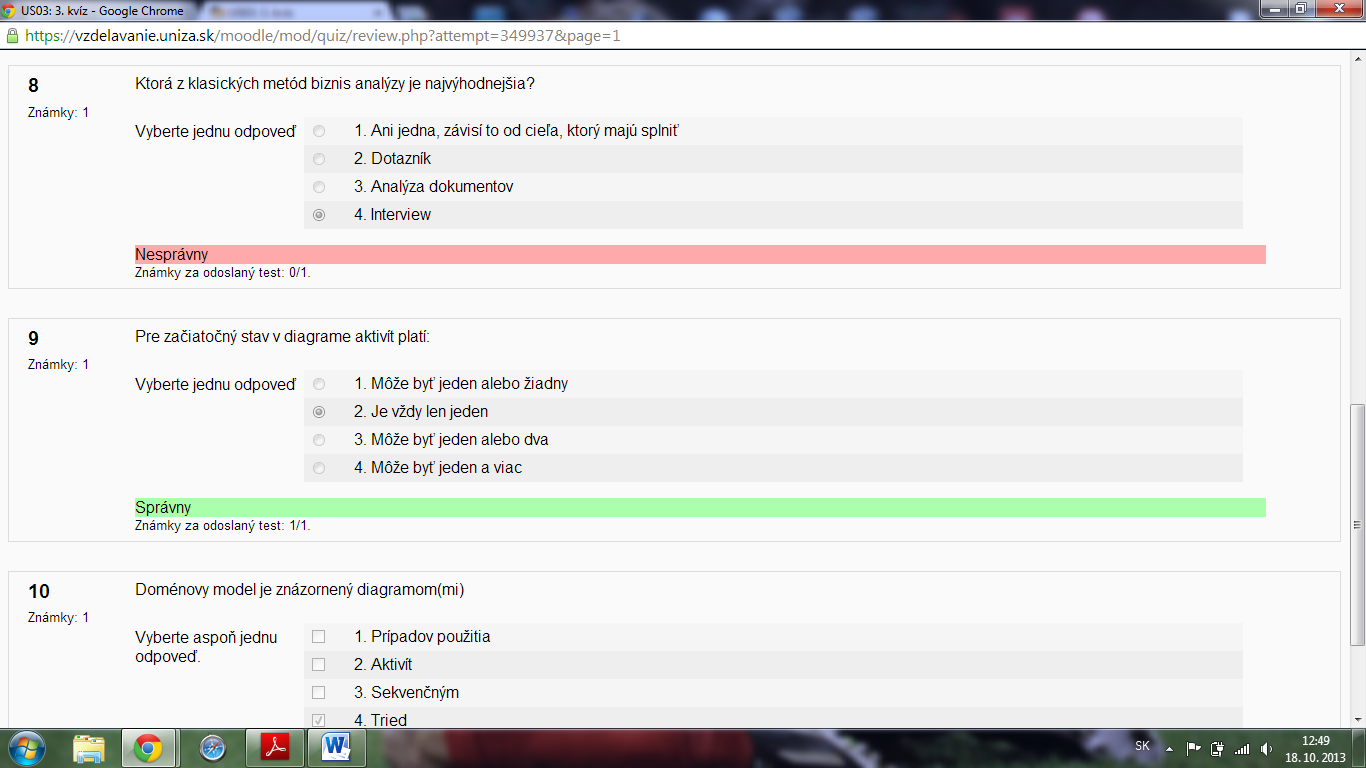 US03: 3. kvíz - Google Chrome
https://vzdelavanie.uniza.sk/moodle/mod/quiz/review.php?attempt=349937&page=1
8
Známky: 1
Ktorá z klasických metód biznis analýzy je najvýhodnejšia?
Vyberte jednu odpoveď
1. Ani jedna, závisí to od cieľa, ktorý majú splniť
2. Dotazník
3. Analýza dokumentov
4. Interview
Nesprávny
Známky za odoslaný test: 0/1.
9
Známky: 1
Pre začiatočný stav v diagrame aktivít platí:
Vyberte jednu odpoveď
1. Môže byť jeden alebo žiadny
2. Je vždy len jeden
3. Môže byť jeden alebo dva
4. Môže byť jeden a viac
Správny
Známky za odoslaný test: 1/1.
10
Známky: 1
Doménovy model je znázornený diagramom(mi)
Vyberte aspoň jednu
odpoveď.
1. Prípadov použitia
2. Aktivít
3. Sekvenčným
4. Tried
SK
12:49
18. 10. 2013